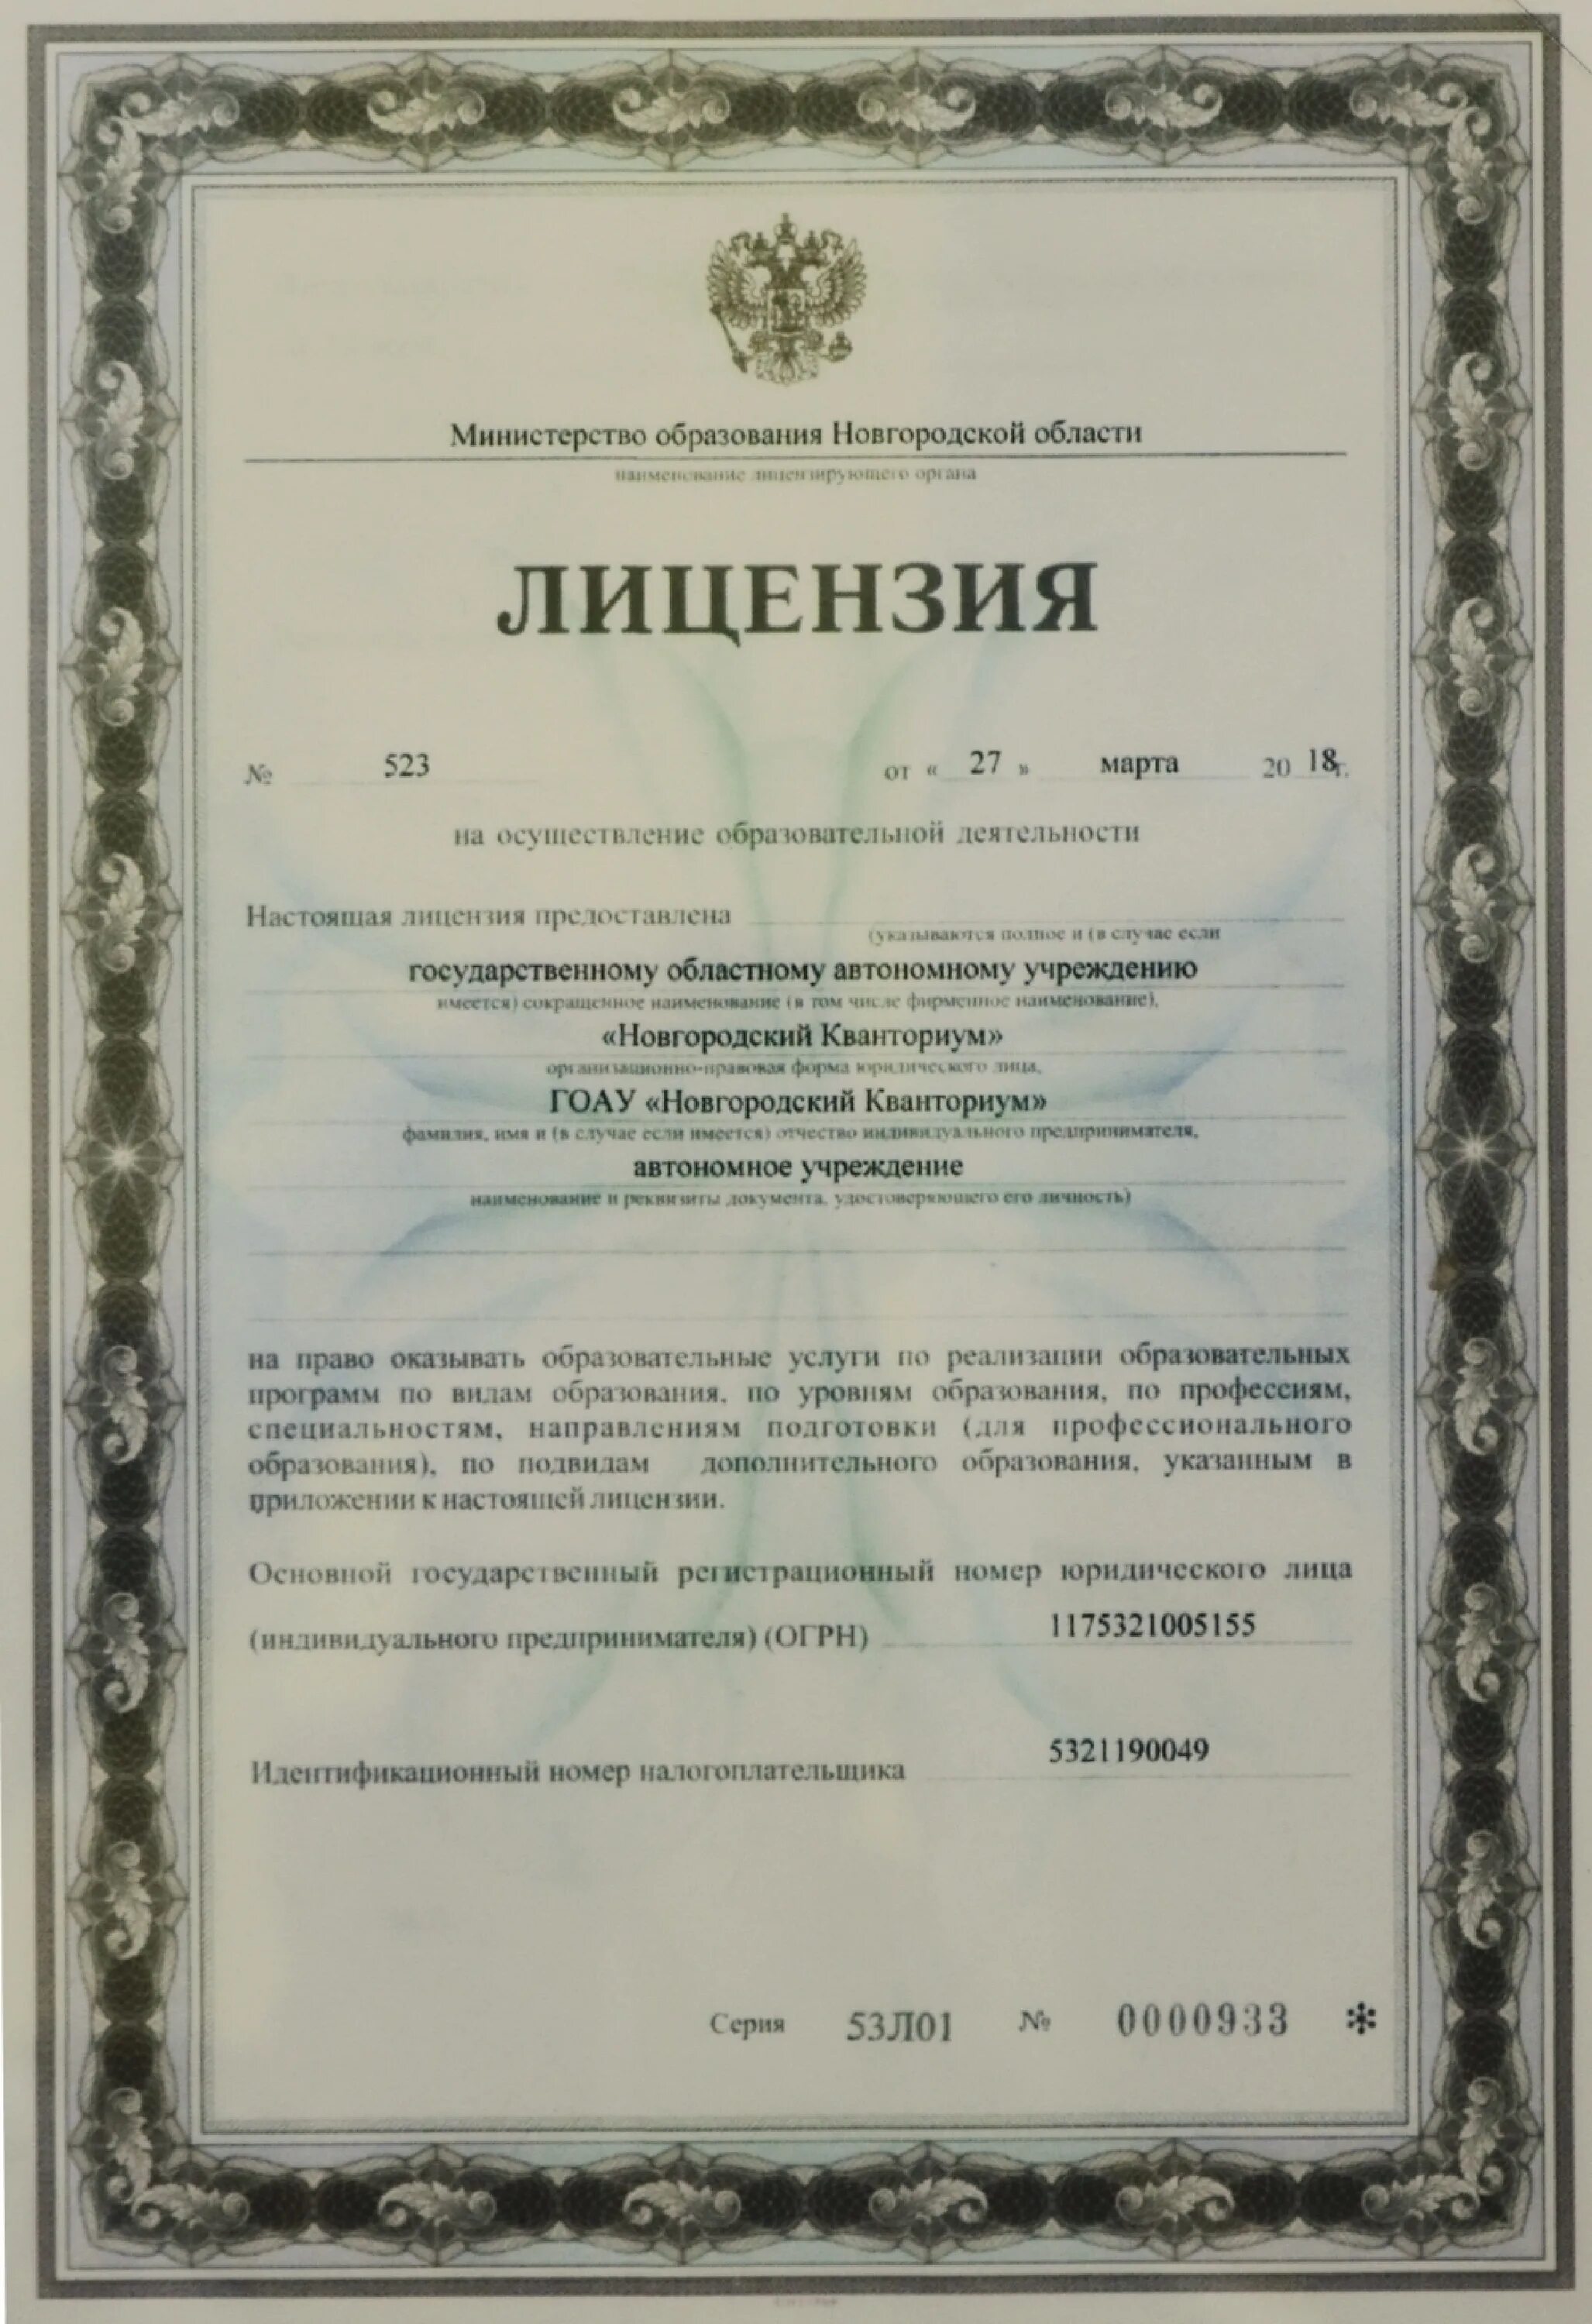 Министерство образования Новгородской области
наименование лицензирующего органа
ЛИЦЕНЗИЯ
№ 523 от « 27 » марта 20 18 г.
на осуществление образовательной деятельности
Настоящая лицензия предоставлена
(указываются полное и (в случае если
государственному областному автономному учреждению
имеется) сокращенное наименование (в том числе фирменное наименование),
«Новгородский Кванториум»
организационно-правовая форма юридического лица,
ГОАУ «Новгородский Кванториум»
фамилия, имя и (в случае если имеется) отчество индивидуального предпринимателя,
автономное учреждение
наименование и реквизиты документа, удостоверяющего его личность)
на право оказывать образовательные услуги по реализации образовательных
программ по видам образования, по уровням образования, по профессиям,
специальностям, направлениям подготовки (для профессионального
образования), по подвидам дополнительного образования, указанным в
приложении к настоящей лицензии.
Основной государственный регистрационный номер юридического лица
(индивидуального предпринимателя) (ОГРН) 1175321005155
Идентификационный номер налогоплательщика 5321190049
Серия 53Л01 № 0000933 *